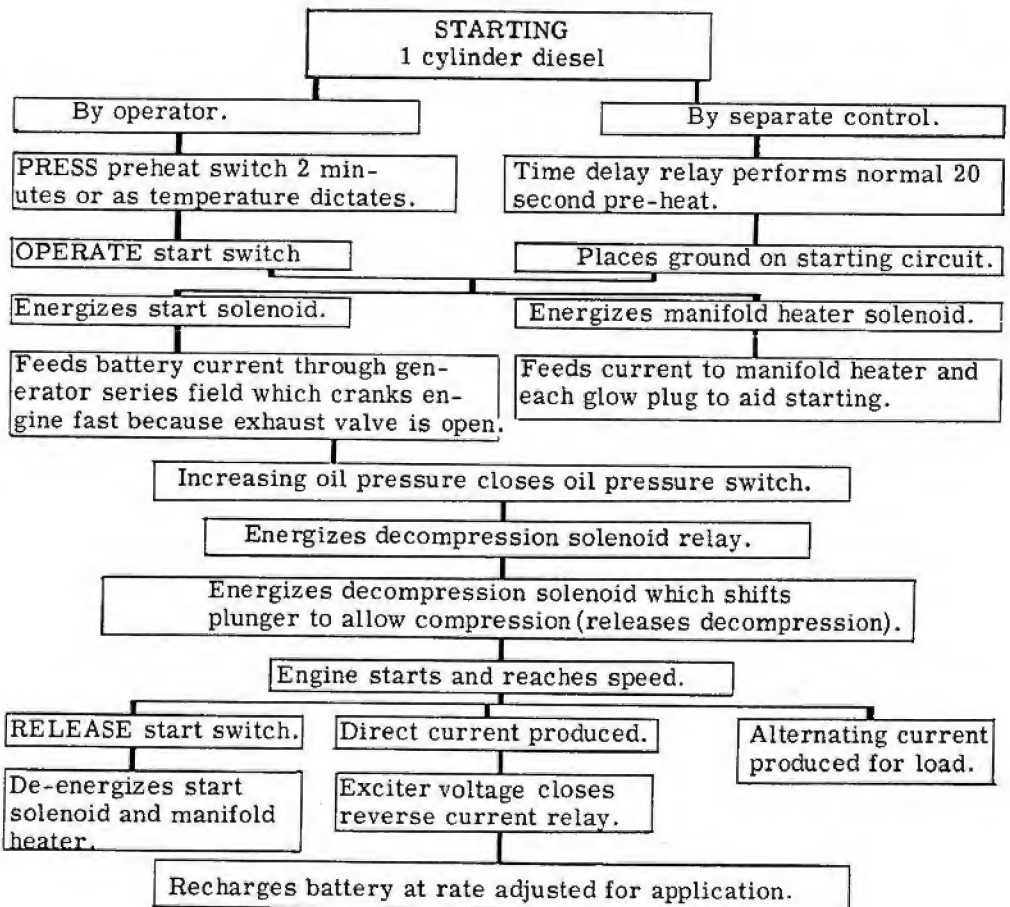 STARTING
1 cylinder diesel
By operator.
By separate control.
PRESS preheat switch 2 min-
utes or as temperature dictates.
Time delay relay performs normal 20
second pre-heat.
OPERATE start switch
Places ground on starting circuit.
Energizes start solenoid.
Energizes manifold heater solenoid.
Feeds battery current through gen-
erator series field which cranks en-
gine fast because exhaust valve is open.
Feeds current to manifold heater and
each glow plug to aid starting.
Increasing oil pressure closes oil pressure switch.
Energizes decompression solenoid relay.
Energizes decompression solenoid which shifts
plunger to allow compression (releases decompression).
Engine starts and reaches speed.
RELEASE start switch.
Direct current produced.
Alternating current
produced for load.
De-energizes start
solenoid and manifold
heater.
Exciter voltage closes
reverse current relay.
Recharges battery at rate adjusted for application.